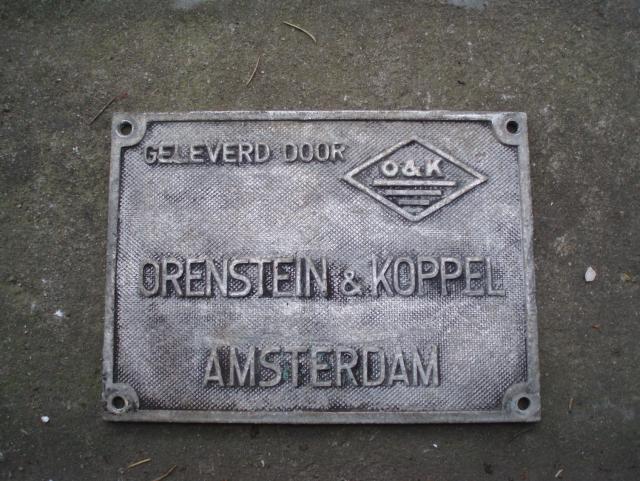 GELEVERD DOOR
O&K
ORENSTEIN & KOPPEL
AMSTERDAM